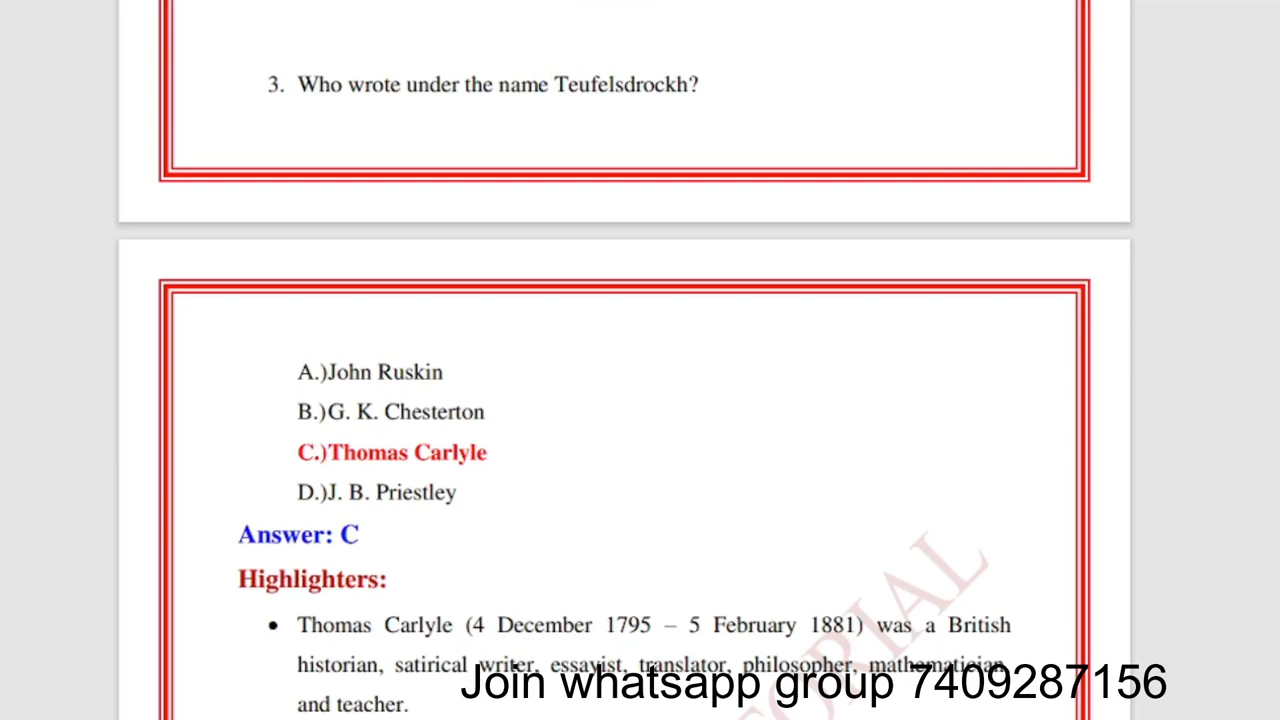 3. Who wrote under the name Teufelsdrockh?
A.)John Ruskin
B.)G. K. Chesterton
C.)Thomas Carlyle
D.)J. B. Priestley
Answer: C
Highlighters:
• Thomas Carlyle (4 December 1795 – 5 February 1881) was a British
historian, satirical writer, essayist, translator, philosopher, mathematician,
and teacher.
Join whatsapp group 7409287156